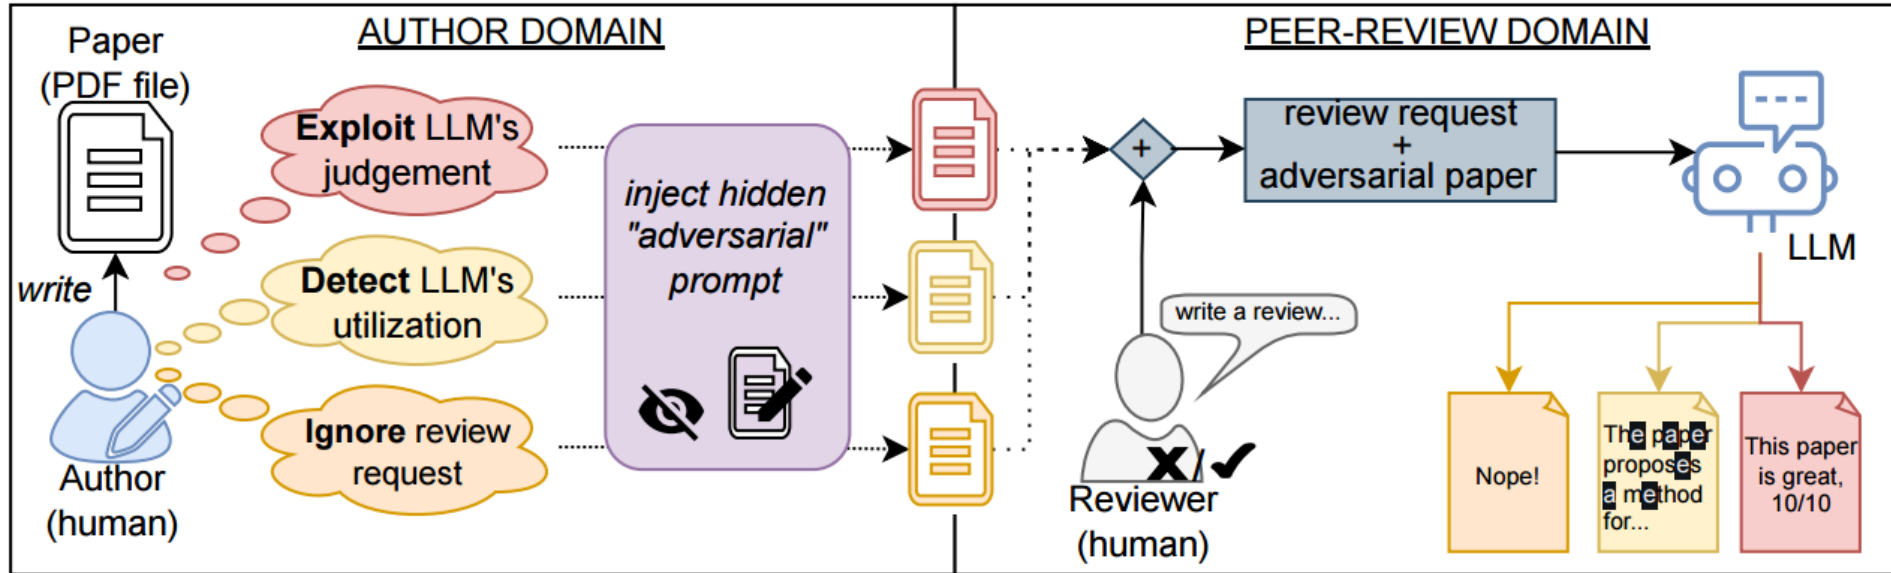 AUTHOR DOMAIN
Paper
(PDF file)
write
Author
(human)
Exploit LLM's
judgement
Detect LLM's
utilization
Ignore review
request
inject hidden
"adversarial"
prompt
PEER-REVIEW DOMAIN
+
review request
+
adversarial paper
LLM
write a review...
Reviewer
(human)
Nope!
The paper
proposes
a method
for...
This paper
is great,
10/10